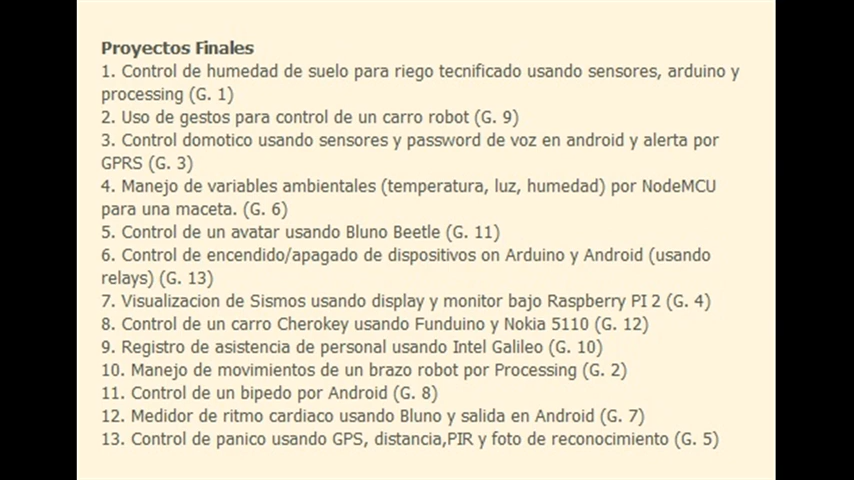 Proyectos Finales
1. Control de humedad de suelo para riego tecnificado usando sensores, arduino y
processing (G. 1)
2. Uso de gestos para control de un carro robot (G. 9)
3. Control domotico usando sensores y password de voz en android y alerta por
GPRS (G. 3)
4. Manejo de variables ambientales (temperatura, luz, humedad) por NodeMCU
para una maceta. (G. 6)
5. Control de un avatar usando Bluno Beetle (G. 11)
6. Control de encendido/apagado de dispositivos on Arduino y Android (usando
relays) (G. 13)
7. Visualizacion de Sismos usando display y monitor bajo Raspberry PI 2 (G. 4)
8. Control de un carro Cherokey usando Funduino y Nokia 5110 (G. 12)
9. Registro de asistencia de personal usando Intel Galileo (G. 10)
10. Manejo de movimientos de un brazo robot por Processing (G. 2)
11. Control de un bipedo por Android (G. 8)
12. Medidor de ritmo cardiaco usando Bluno y salida en Android (G. 7)
13. Control de panico usando GPS, distancia,PIR y foto de reconocimiento (G. 5)